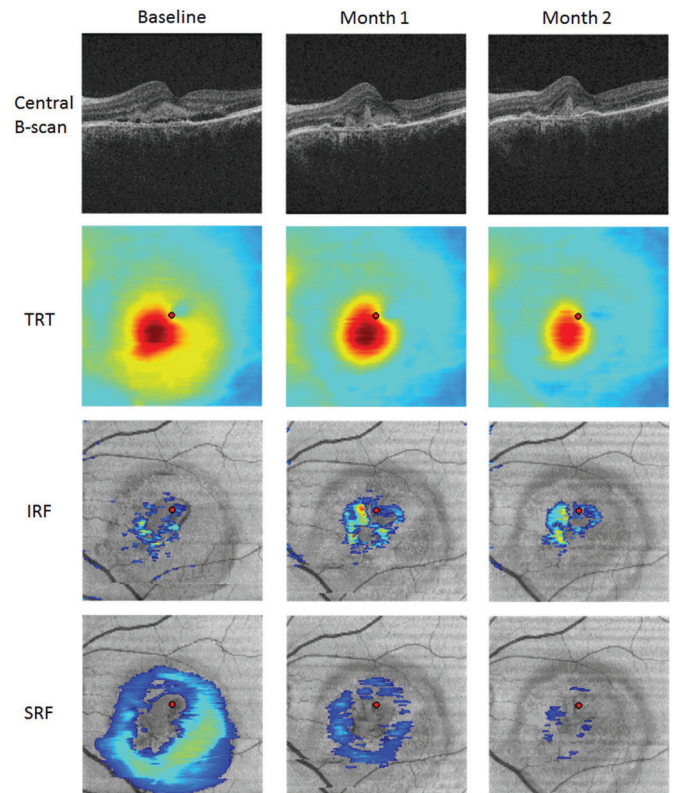 Baseline Month 1 Month 2
Central
B-scan
TRT
IRF
SRF